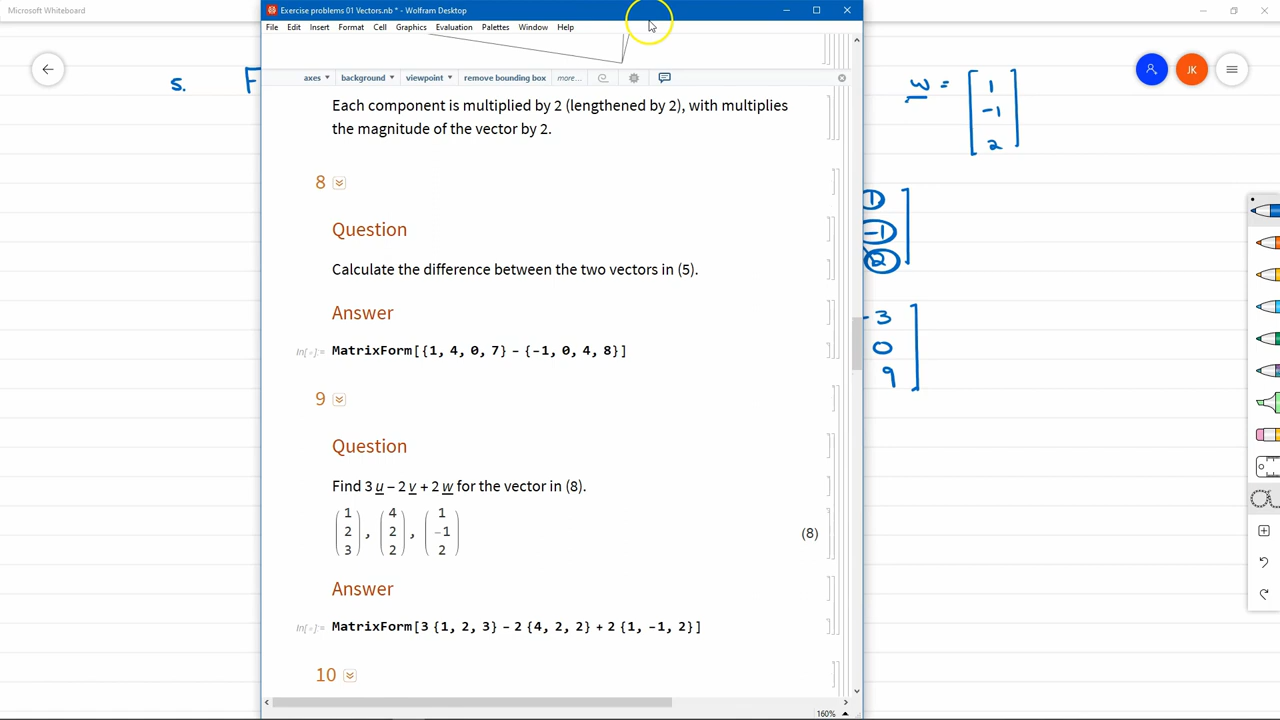 Microsoft Whiteboard
Exercise problems 01 Vectors.nb * - Wolfram Desktop
File Edit Insert Format Cell Graphics Evaluation Palettes Window Help
axes background viewpoint remove bounding box more...
Each component is multiplied by 2 (lengthened by 2), with multiplies
the magnitude of the vector by 2.
8
Question
Calculate the difference between the two vectors in (5).
Answer
In[ ]:= MatrixForm[{1, 4, 0, 7} - {-1, 0, 4, 8}]
9
Question
Find 3 u - 2 v + 2 w for the vector in (8).
1 4 1
2 , 2 , -1 (8)
3 2 2
Answer
In[ ]:= MatrixForm[3 {1, 2, 3} - 2 {4, 2, 2} + 2 {1, -1, 2}]
10
160%
s. F
w = 1
-1
2
1
-1
2
-3
0
9
JK